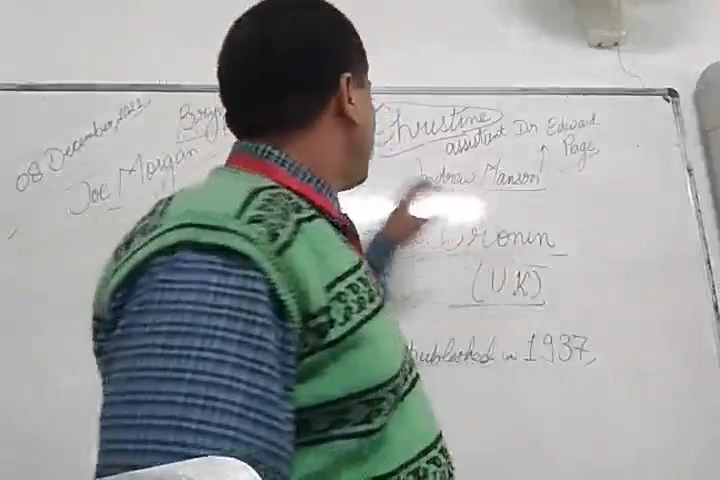 08 December, 2022
Joe Morgan
Christine
assistant Dr Edward
Page
Andrew Manson
Cronin
(UK)
published in 1937,